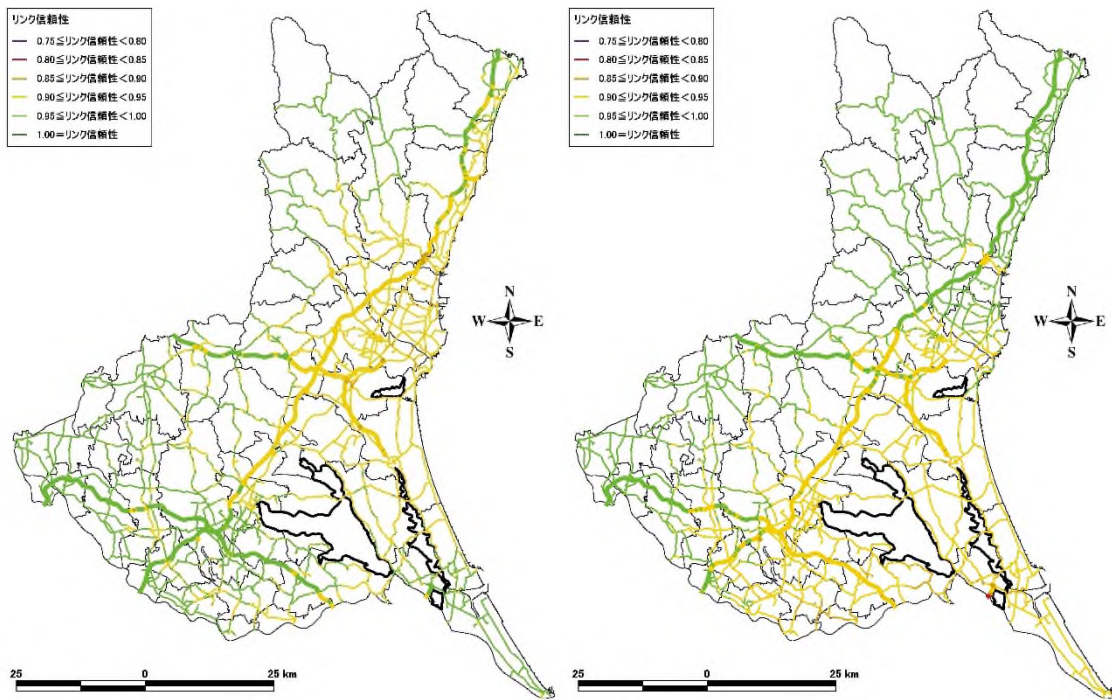 リンク信頼性
0.75≦リンク信頼性<0.80
0.80≦リンク信頼性<0.85
0.85≦リンク信頼性<0.90
0.90≦リンク信頼性<0.95
0.95≦リンク信頼性<1.00
1.00=リンク信頼性
N
W E
S
25 0 25 km
リンク信頼性
0.75≦リンク信頼性<0.80
0.80≦リンク信頼性<0.85
0.85≦リンク信頼性<0.90
0.90≦リンク信頼性<0.95
0.95≦リンク信頼性<1.00
1.00=リンク信頼性
N
W E
S
25 0 25 km